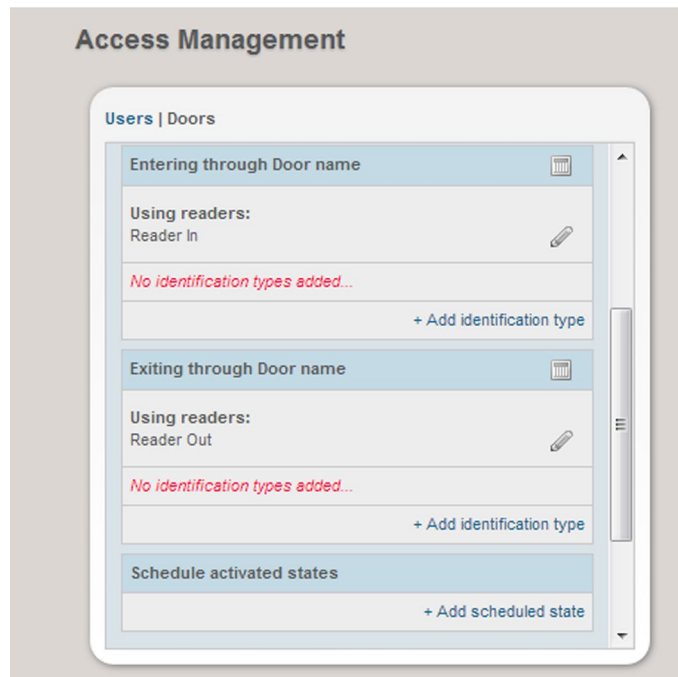 Access Management
Users | Doors
Entering through Door name
Using readers:
Reader In
No identification types added...
+ Add identification type
Exiting through Door name
Using readers:
Reader Out
No identification types added...
+ Add identification type
Schedule activated states
+ Add scheduled state